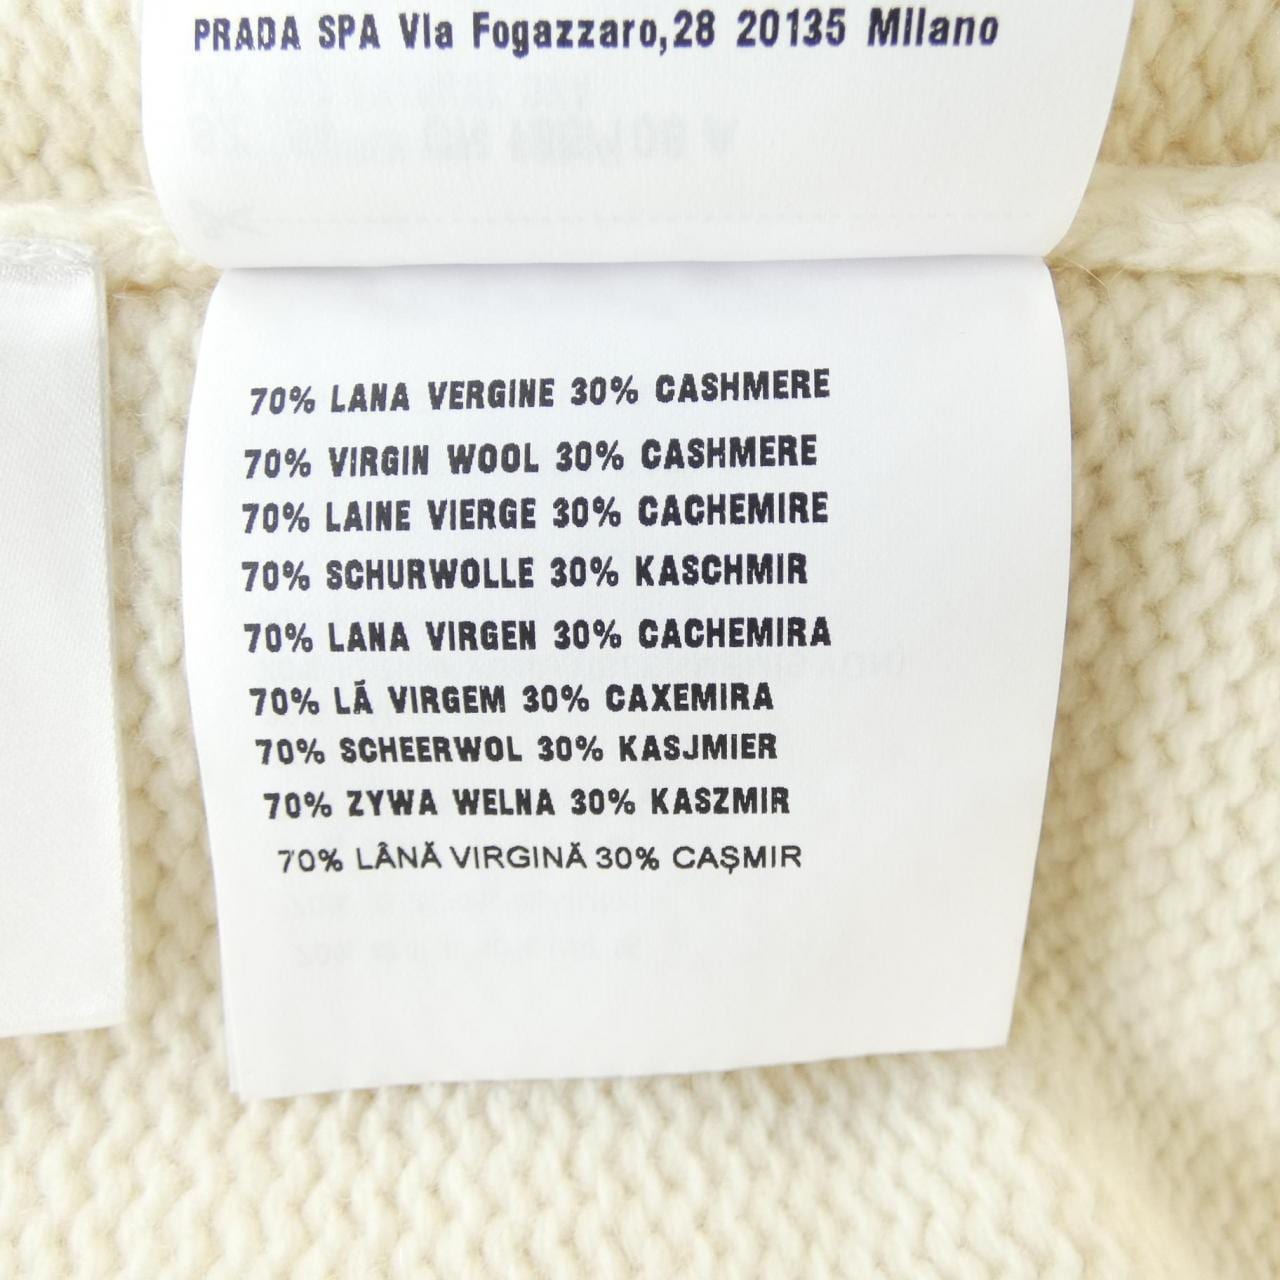 PRADA SPA Via Fogazzaro,28 20135 Milano
70% LANA VERGINE 30% CASHMERE
70% VIRGIN WOOL 30% CASHMERE
70% LAINE VIERGE 30% CACHEMIRE
70% SCHURWOLLE 30% KASCHMIR
70% LANA VIRGEN 30% CACHEMIRA
70% LÃ VIRGEM 30% CAXEMIRA
70% SCHEERWOL 30% KASJMIER
70% ZYWA WELNA 30% KASZMIR
70% LÂNĂ VIRGINĂ 30% CAȘMIR